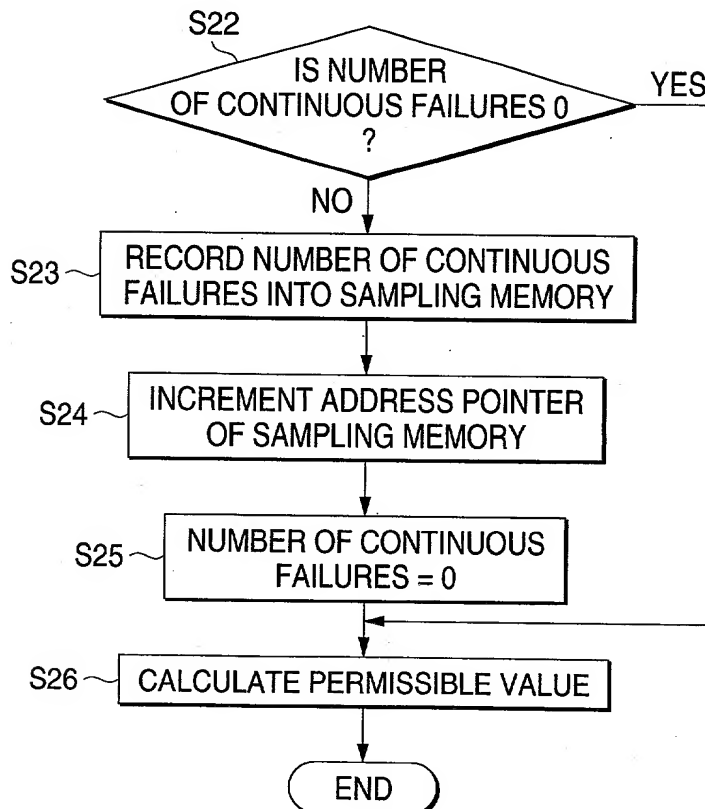 S22
IS NUMBER
OF CONTINUOUS FAILURES 0
?
YES
NO
S23
RECORD NUMBER OF CONTINUOUS
FAILURES INTO SAMPLING MEMORY
S24
INCREMENT ADDRESS POINTER
OF SAMPLING MEMORY
S25
NUMBER OF CONTINUOUS
FAILURES = 0
S26
CALCULATE PERMISSIBLE VALUE
END